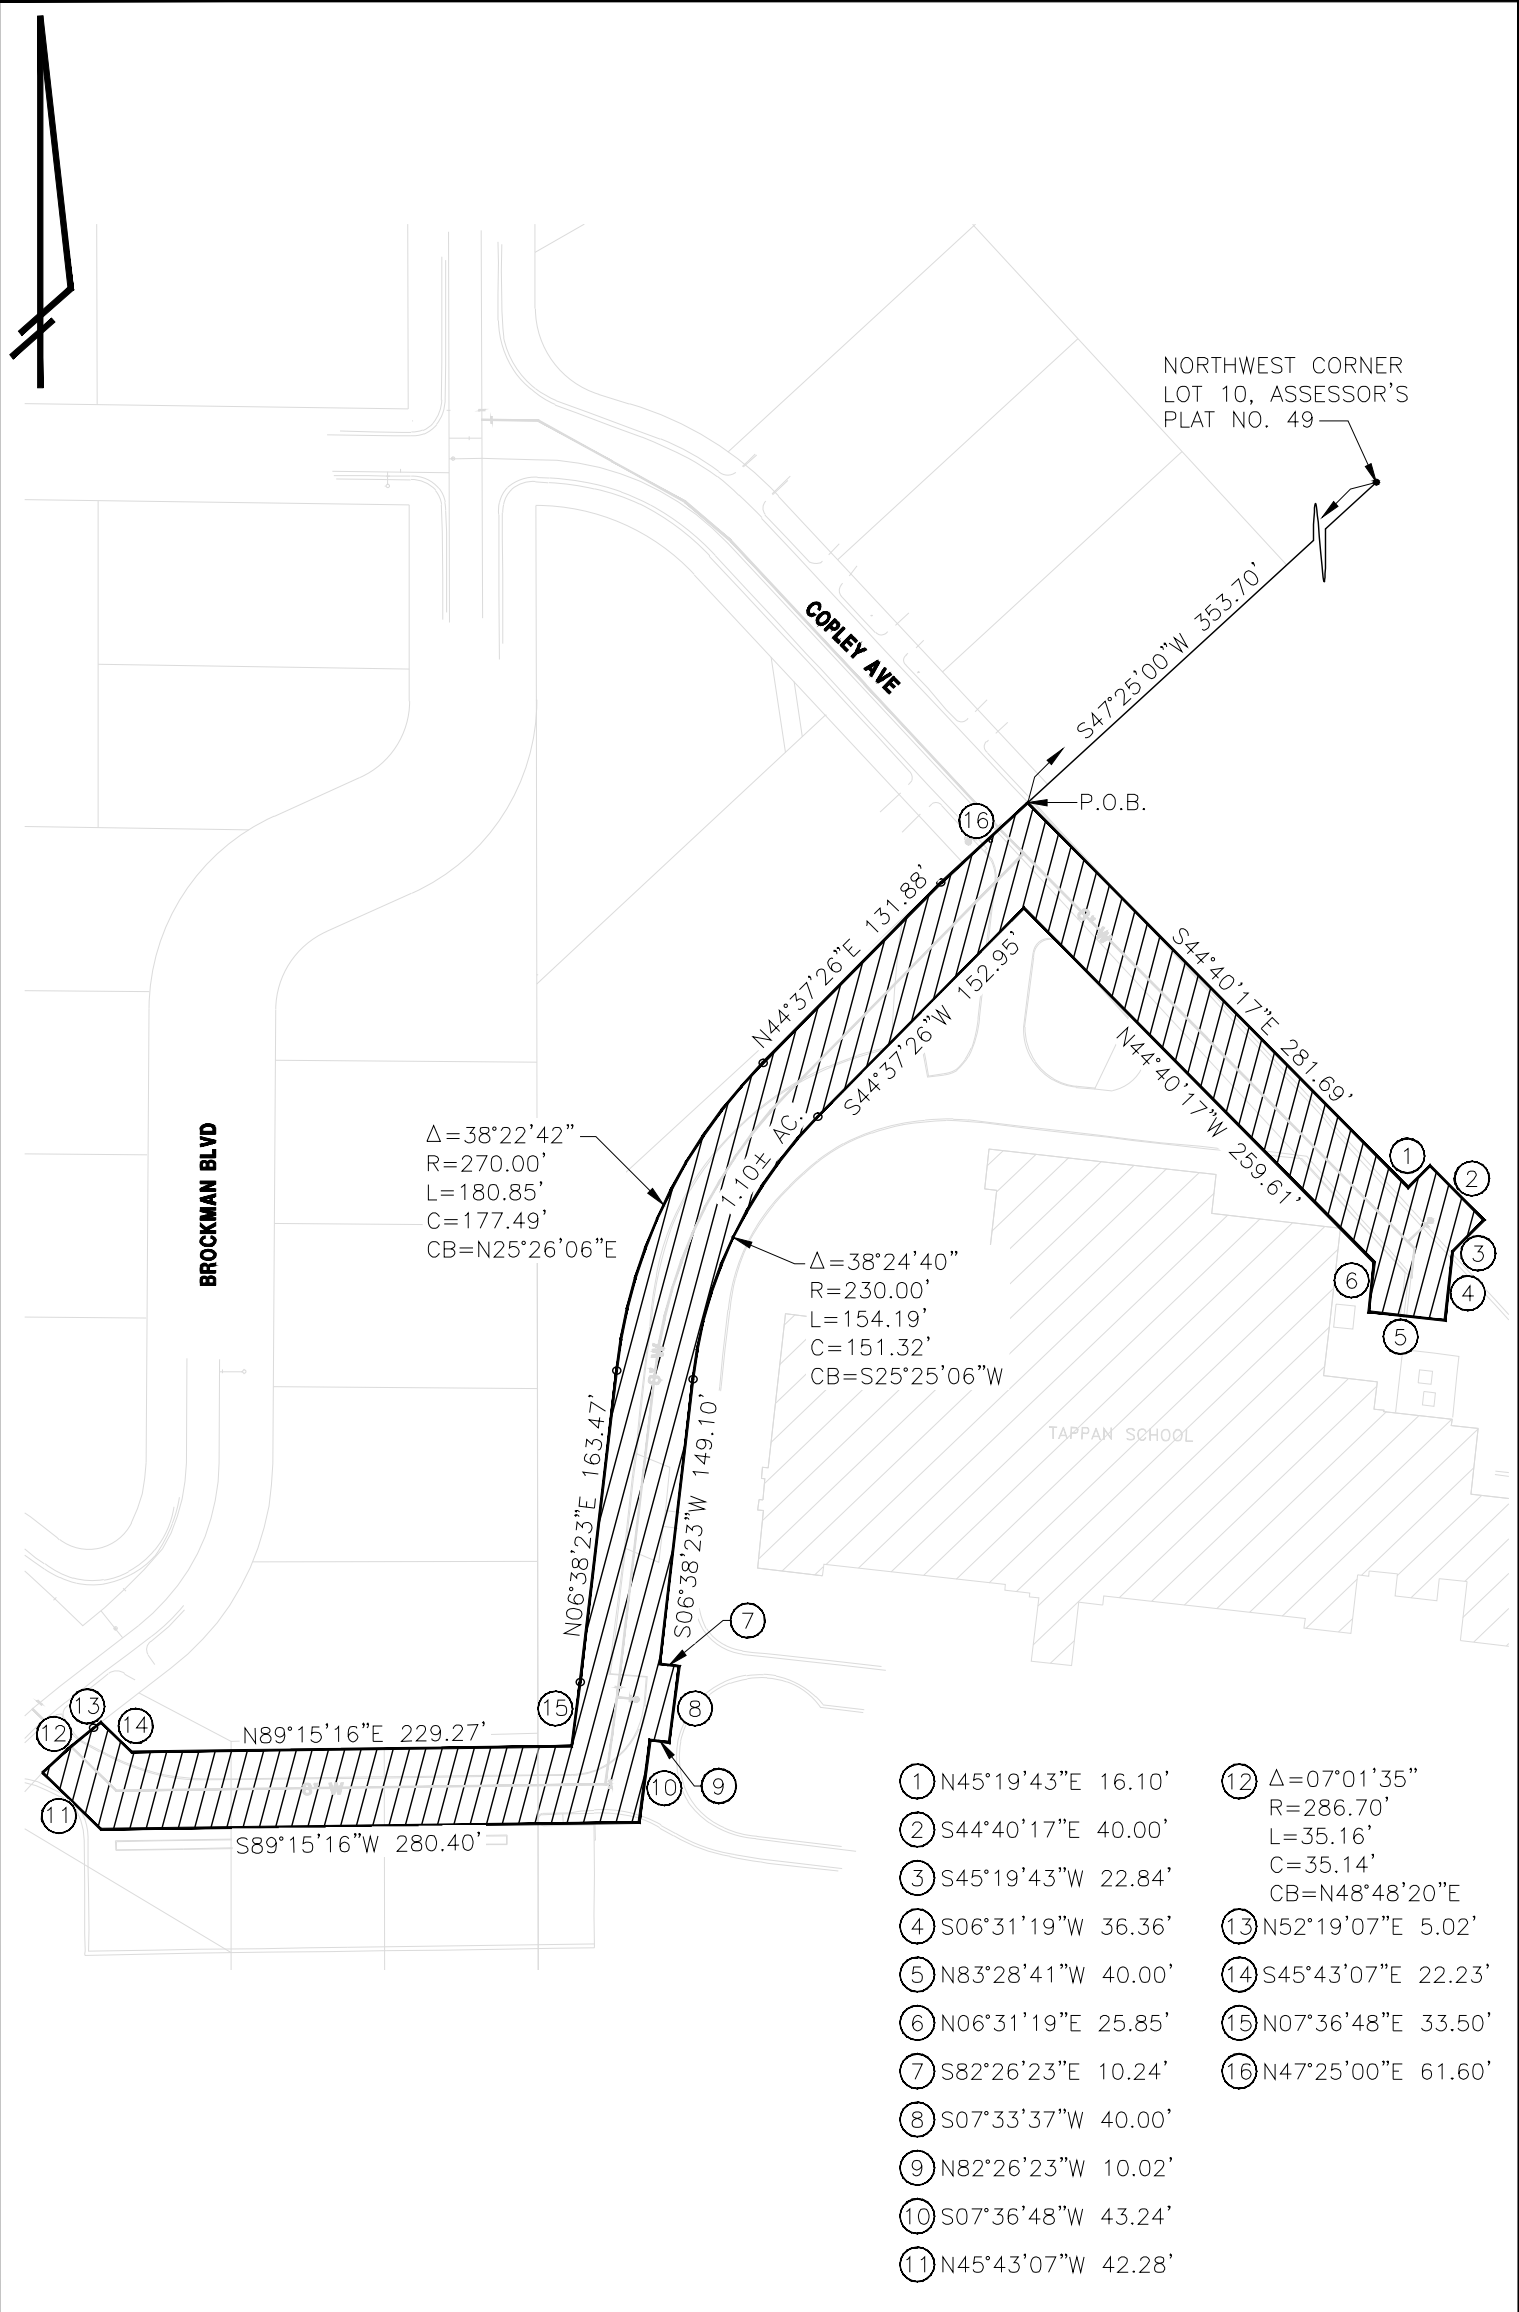 NORTHWEST CORNER
LOT 10, ASSESSOR'S
PLAT NO. 49
S47°25'00"W 353.70'
COPLEY AVE
P.O.B.
16
N44°37'26"E 131.88'
S44°37'26"W 152.95'
8" W
S44°40'17"E 281.69'
N44°40'17"W 259.61'
1
2
3
4
5
6
BROCKMAN BLVD
Δ=38°22'42"
R=270.00'
L=180.85'
C=177.49'
CB=N25°26'06"E
1.10± AC.
Δ=38°24'40"
R=230.00'
L=154.19'
C=151.32'
CB=S25°25'06"W
8" W
TAPPAN SCHOOL
N06°38'23"E 163.47'
S06°38'23"W 149.10'
7
8
9
10
15
13
12
14
11
N89°15'16"E 229.27'
8" W
S89°15'16"W 280.40'
1 N45°19'43"E 16.10'
2 S44°40'17"E 40.00'
3 S45°19'43"W 22.84'
4 S06°31'19"W 36.36'
5 N83°28'41"W 40.00'
6 N06°31'19"E 25.85'
7 S82°26'23"E 10.24'
8 S07°33'37"W 40.00'
9 N82°26'23"W 10.02'
10 S07°36'48"W 43.24'
11 N45°43'07"W 42.28'
12 Δ=07°01'35"
R=286.70'
L=35.16'
C=35.14'
CB=N48°48'20"E
13 N52°19'07"E 5.02'
14 S45°43'07"E 22.23'
15 N07°36'48"E 33.50'
16 N47°25'00"E 61.60'